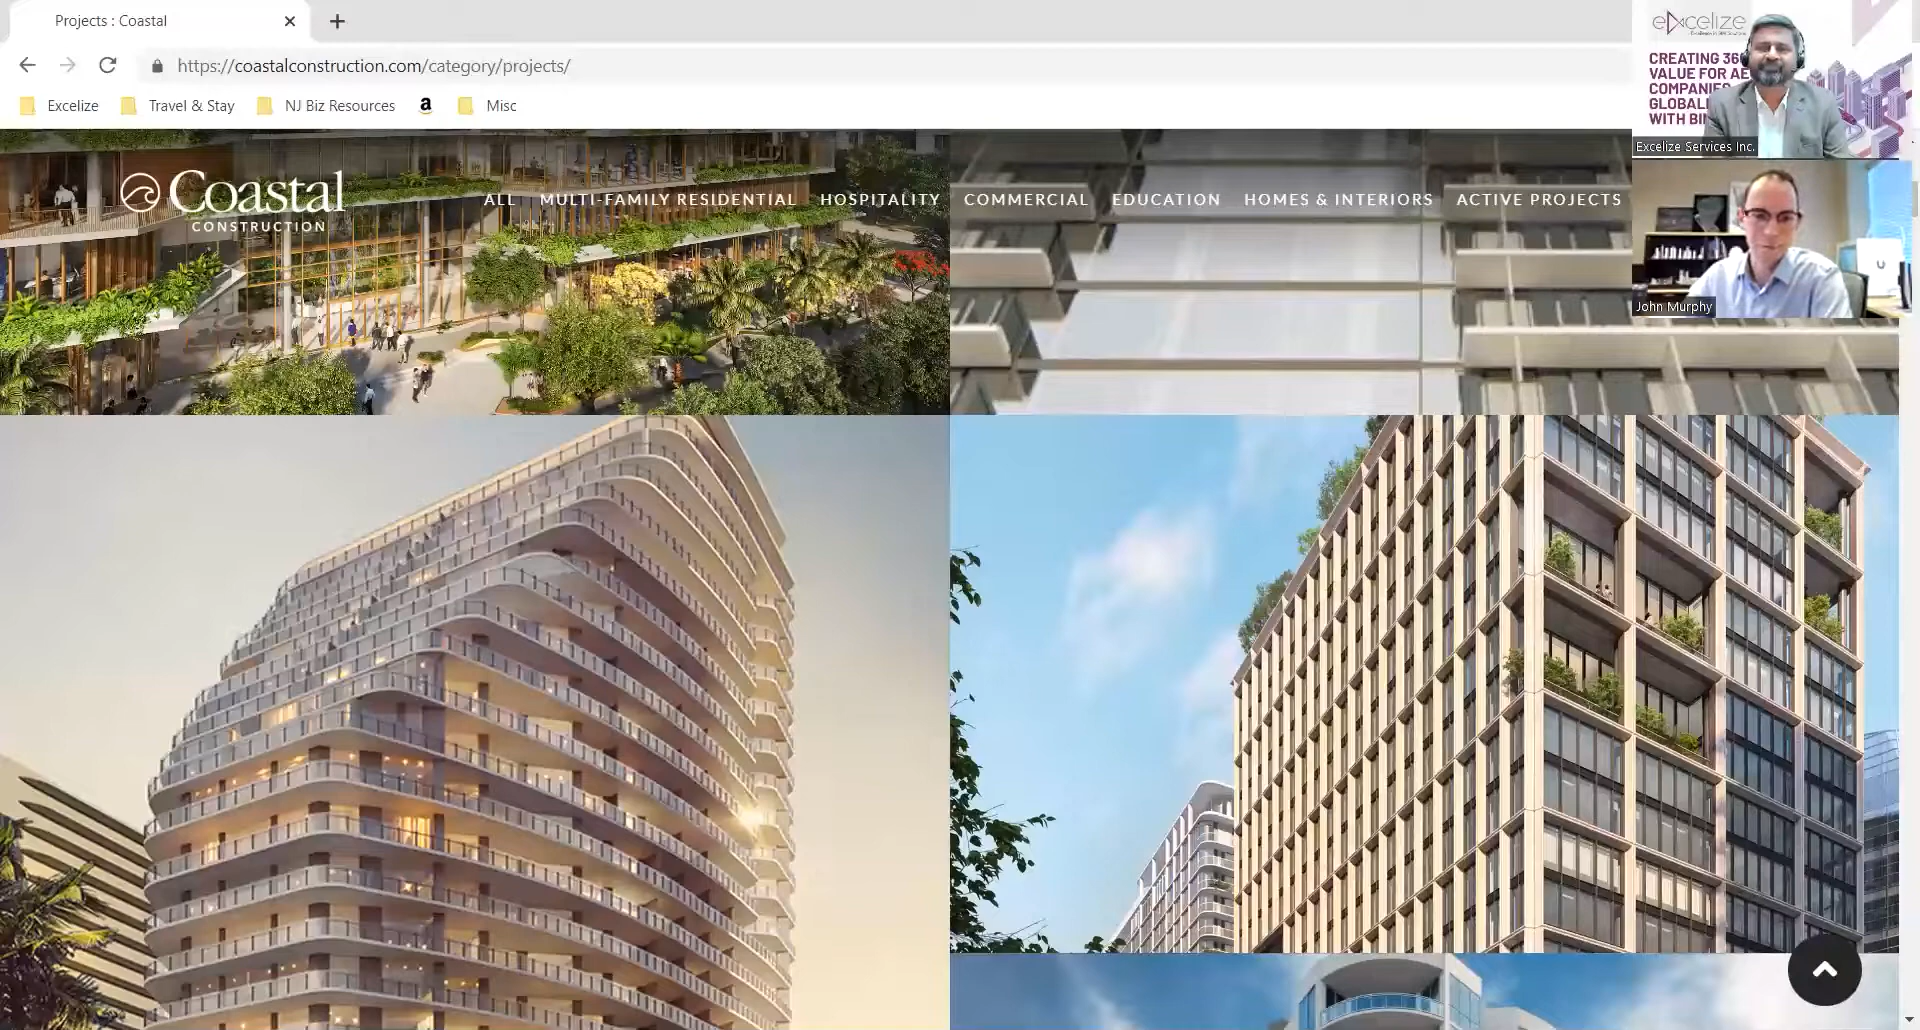 Projects : Coastal
https://coastalconstruction.com/category/projects/
Excelize
Travel & Stay
NJ Biz Resources
a
Misc
Coastal
CONSTRUCTION
ALL
MULTI-FAMILY RESIDENTIAL
HOSPITALITY
COMMERCIAL
EDUCATION
HOMES & INTERIORS
ACTIVE PROJECTS
excelize
CREATING 36
VALUE FOR AE
COMPANIES
GLOBAL
WITH BI
Excelize Services Inc.
John Murphy